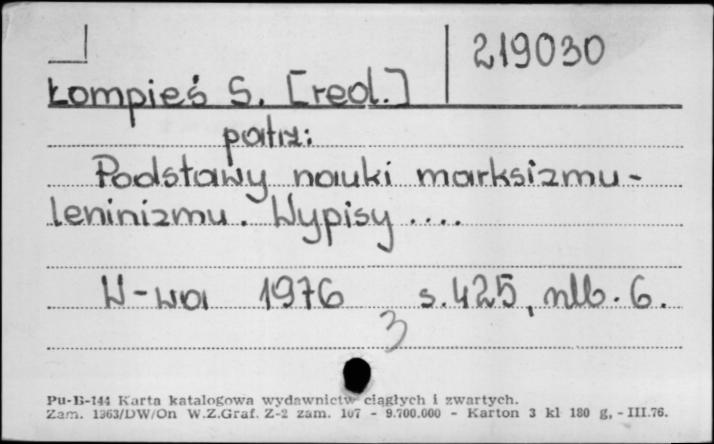 219030
Łompieś S. [red.]
patrz:
Podstawy nauki marksizmu-
leninizmu. Wypisy ....
W-wa 1976 s. 425, nlb. 6.
3
Pu-B-144 Karta katalogowa wydawnictw ciągłych i zwartych.
Zam. 1363/DW/On W.Z.Graf. Z-2 zam. 107 - 9.700.000 - Karton 3 kl 180 g, - III.76.